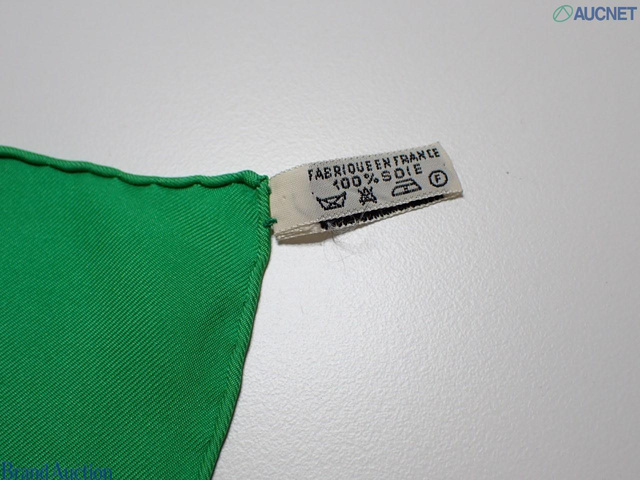 AUCNET
FABRIQUE EN FRANCE
100% SOIE
F
Brand Auction